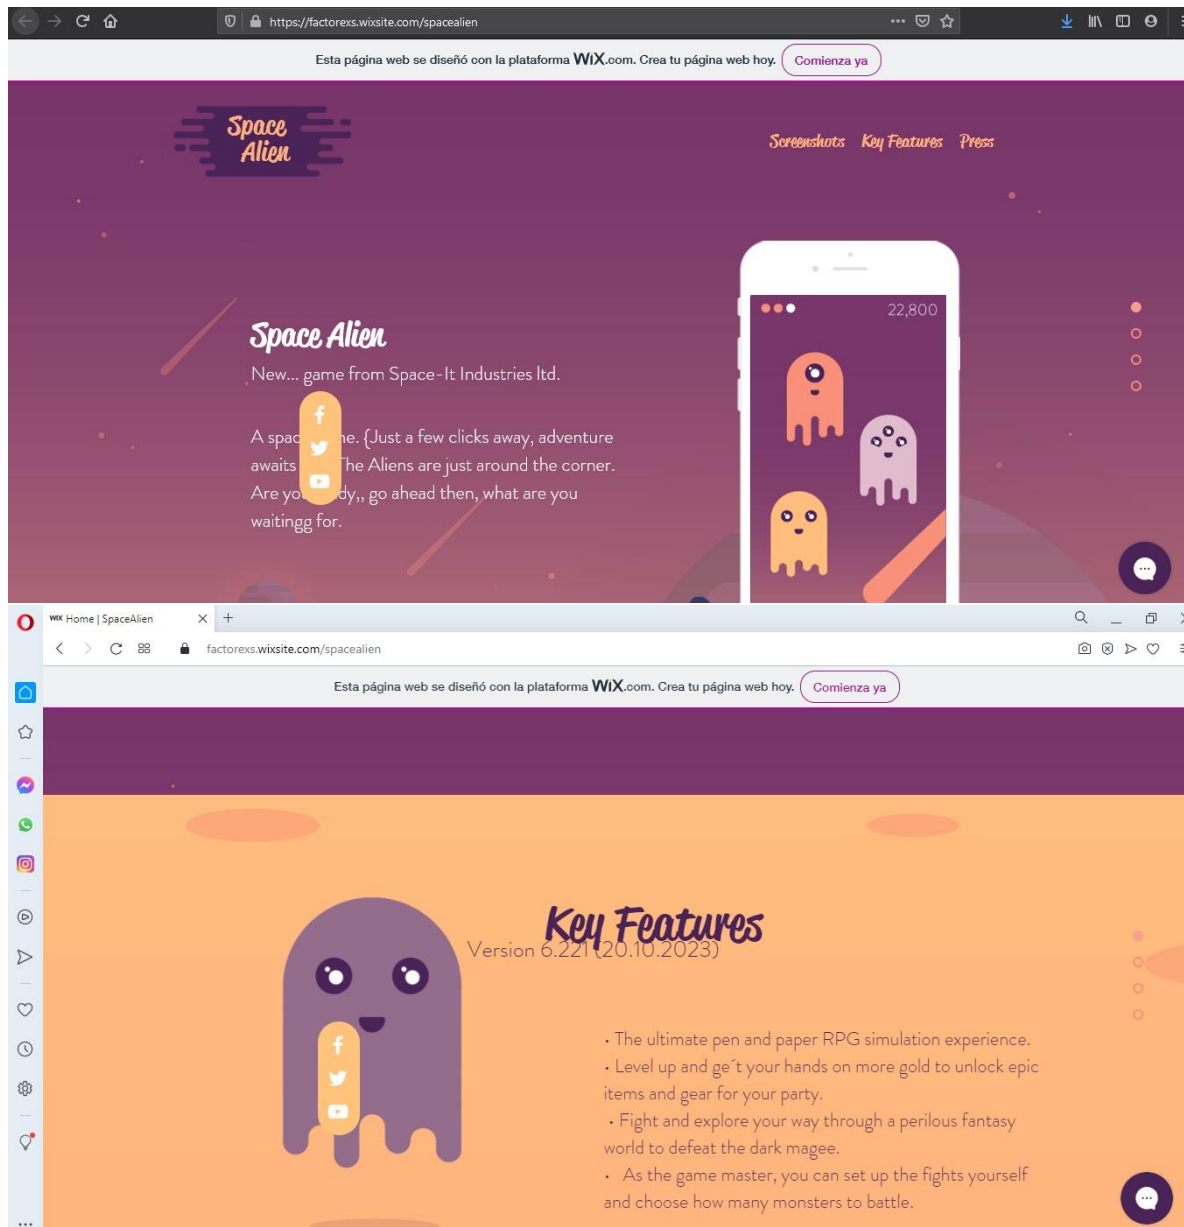 https://factorexs.wixsite.com/spacealien
Esta página web se diseñó con la plataforma WiX.com. Crea tu página web hoy. Comienza ya
Space
Alien
Screenshots Key Features Press
22,800
Space Alien
New... game from Space-It Industries ltd.
A spac ne. {Just a few clicks away, adventure
awaits he Aliens are just around the corner.
Are yo dy,, go ahead then, what are you
waitingg for.
WiX Home | SpaceAlien
factorexs.wixsite.com/spacealien
Esta página web se diseñó con la plataforma WiX.com. Crea tu página web hoy. Comienza ya
Key Features
Version 6.221 (20.10.2023)
• The ultimate pen and paper RPG simulation experience.
• Level up and ge´t your hands on more gold to unlock epic
items and gear for your party.
• Fight and explore your way through a perilous fantasy
world to defeat the dark magee.
• As the game master, you can set up the fights yourself
and choose how many monsters to battle.